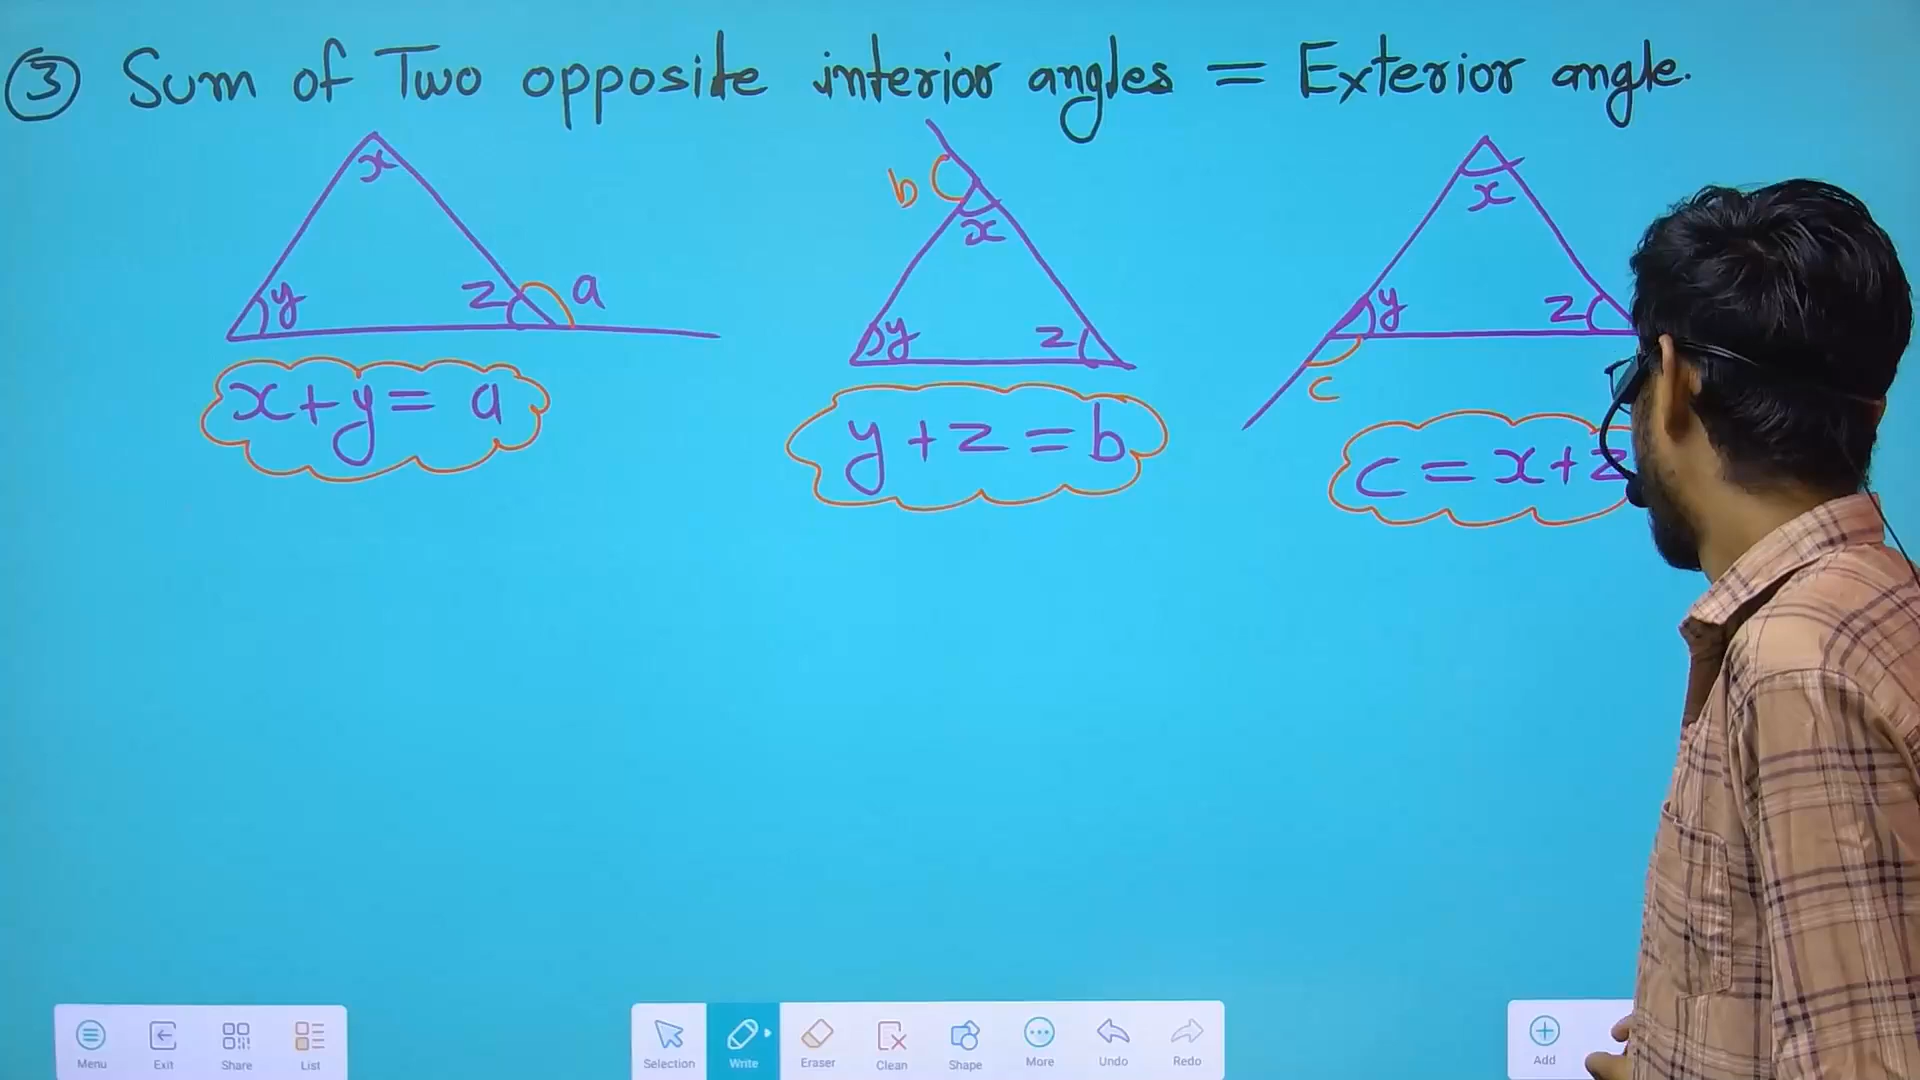 ③ Sum of Two opposite interior angles = Exterior angle.
x
y
z
a
x+y = a
b
x
y
z
y+z = b
x
y
z
c
c = x+z
Menu
Exit
Share
List
Selection
Write
Eraser
Clean
Shape
More
Undo
Redo
Add